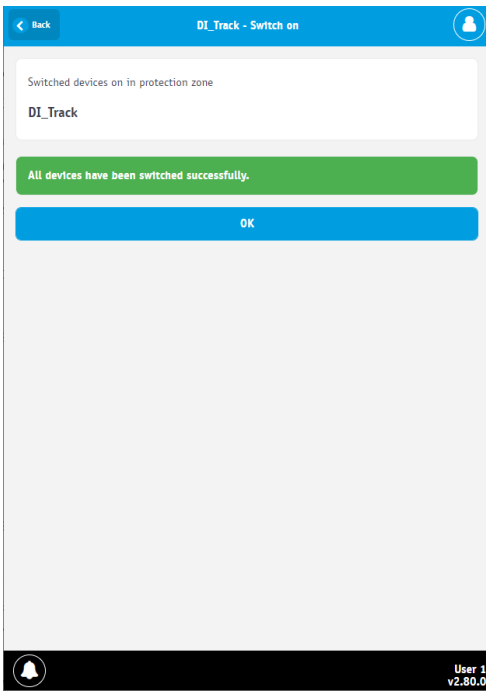 Back
DI_Track - Switch on
Switched devices on in protection zone
DI_Track
All devices have been switched successfully.
OK
User 1
v2.80.0